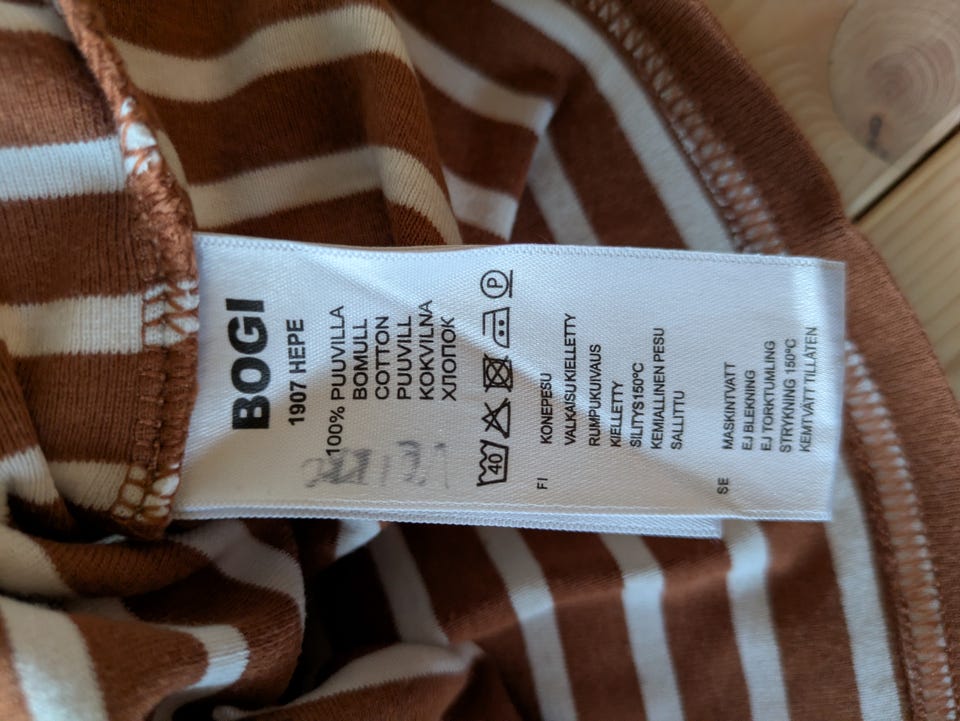 BOGI
1907 HEPE
100% PUUVILLA
BOMULL
COTTON
PUUVILL
KOKVILNA
ХЛОПОК
40 P
FI
KONEPESU
VALKAISU KIELLETTY
RUMPUKUIVAUS
KIELLETTY
SILITYS150°C
KEMIALLINEN PESU
SALLITTU
SE
MASKINTVATT
EJ BLEKNING
EJ TORKTUMLING
STRYKNING 150°C
KEMTVÄTT TILLÅTEN